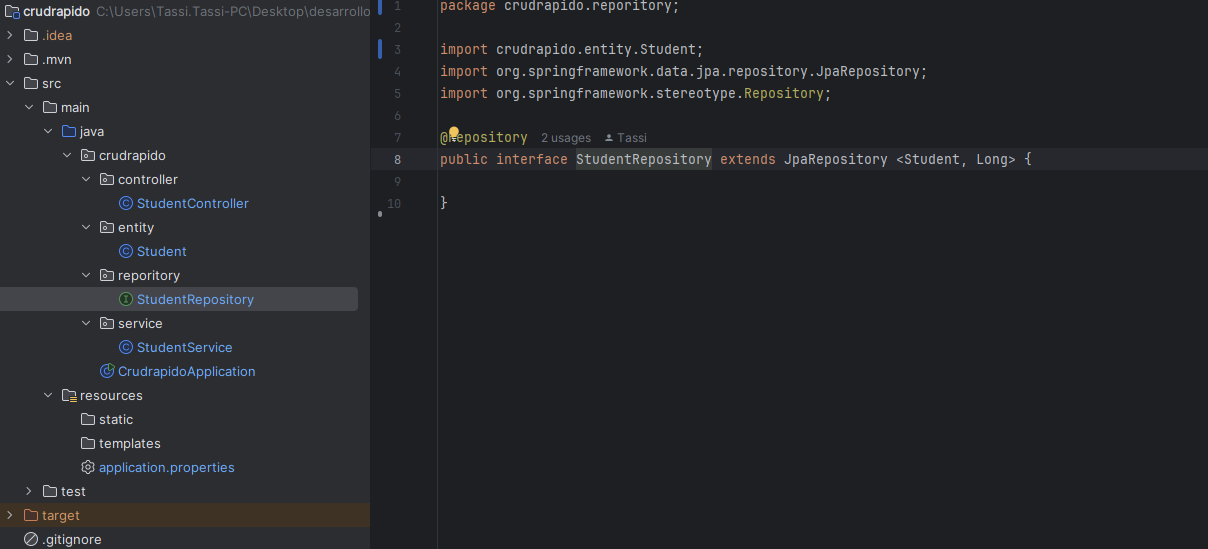 crudrapido C:\Users\Tassi.Tassi-PC\Desktop\desarrollo
.idea
.mvn
src
main
java
crudrapido
controller
StudentController
entity
Student
reporitory
StudentRepository
service
StudentService
CrudrapidoApplication
resources
static
templates
application.properties
test
target
.gitignore
1 package crudrapido.reporitory;
2
3 import crudrapido.entity.Student;
4 import org.springframework.data.jpa.repository.JpaRepository;
5 import org.springframework.stereotype.Repository;
6
7 @Repository 2 usages Tassi
8 public interface StudentRepository extends JpaRepository <Student, Long> {
9
10 }